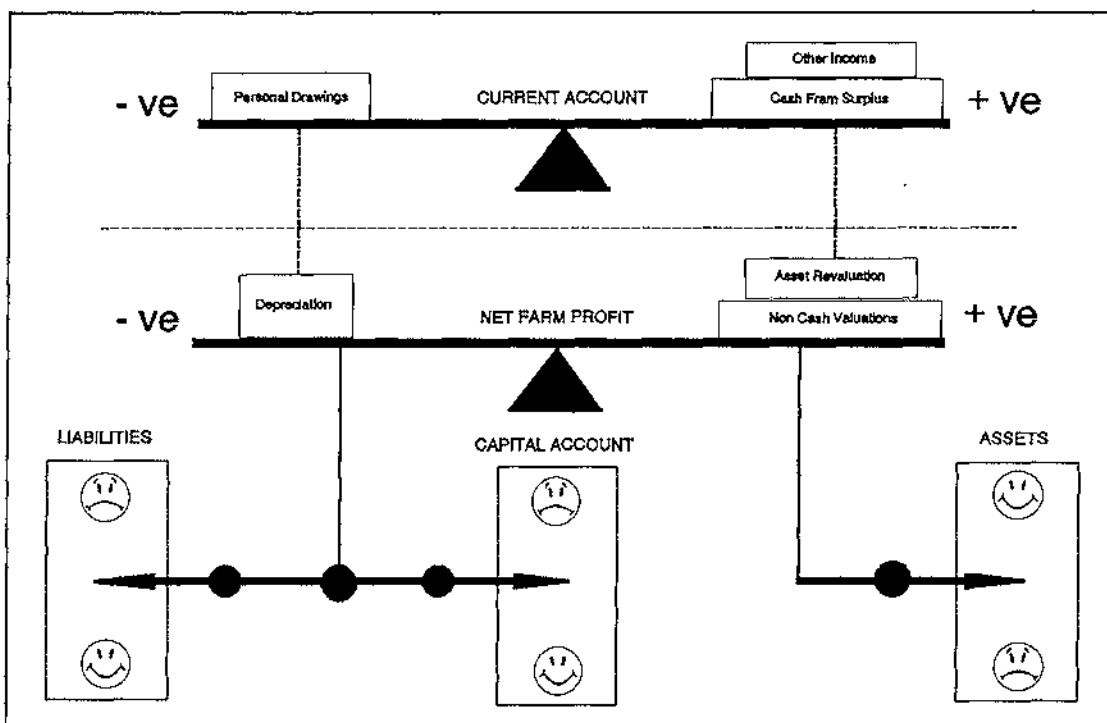 Other Income
- ve Personal Drawings CURRENT ACCOUNT Cash Fram Surplus + ve
Asset Revaluation
Depreciation
- ve NET FARM PROFIT Non Cash Valuations + ve
LIABILITIES CAPITAL ACCOUNT ASSETS